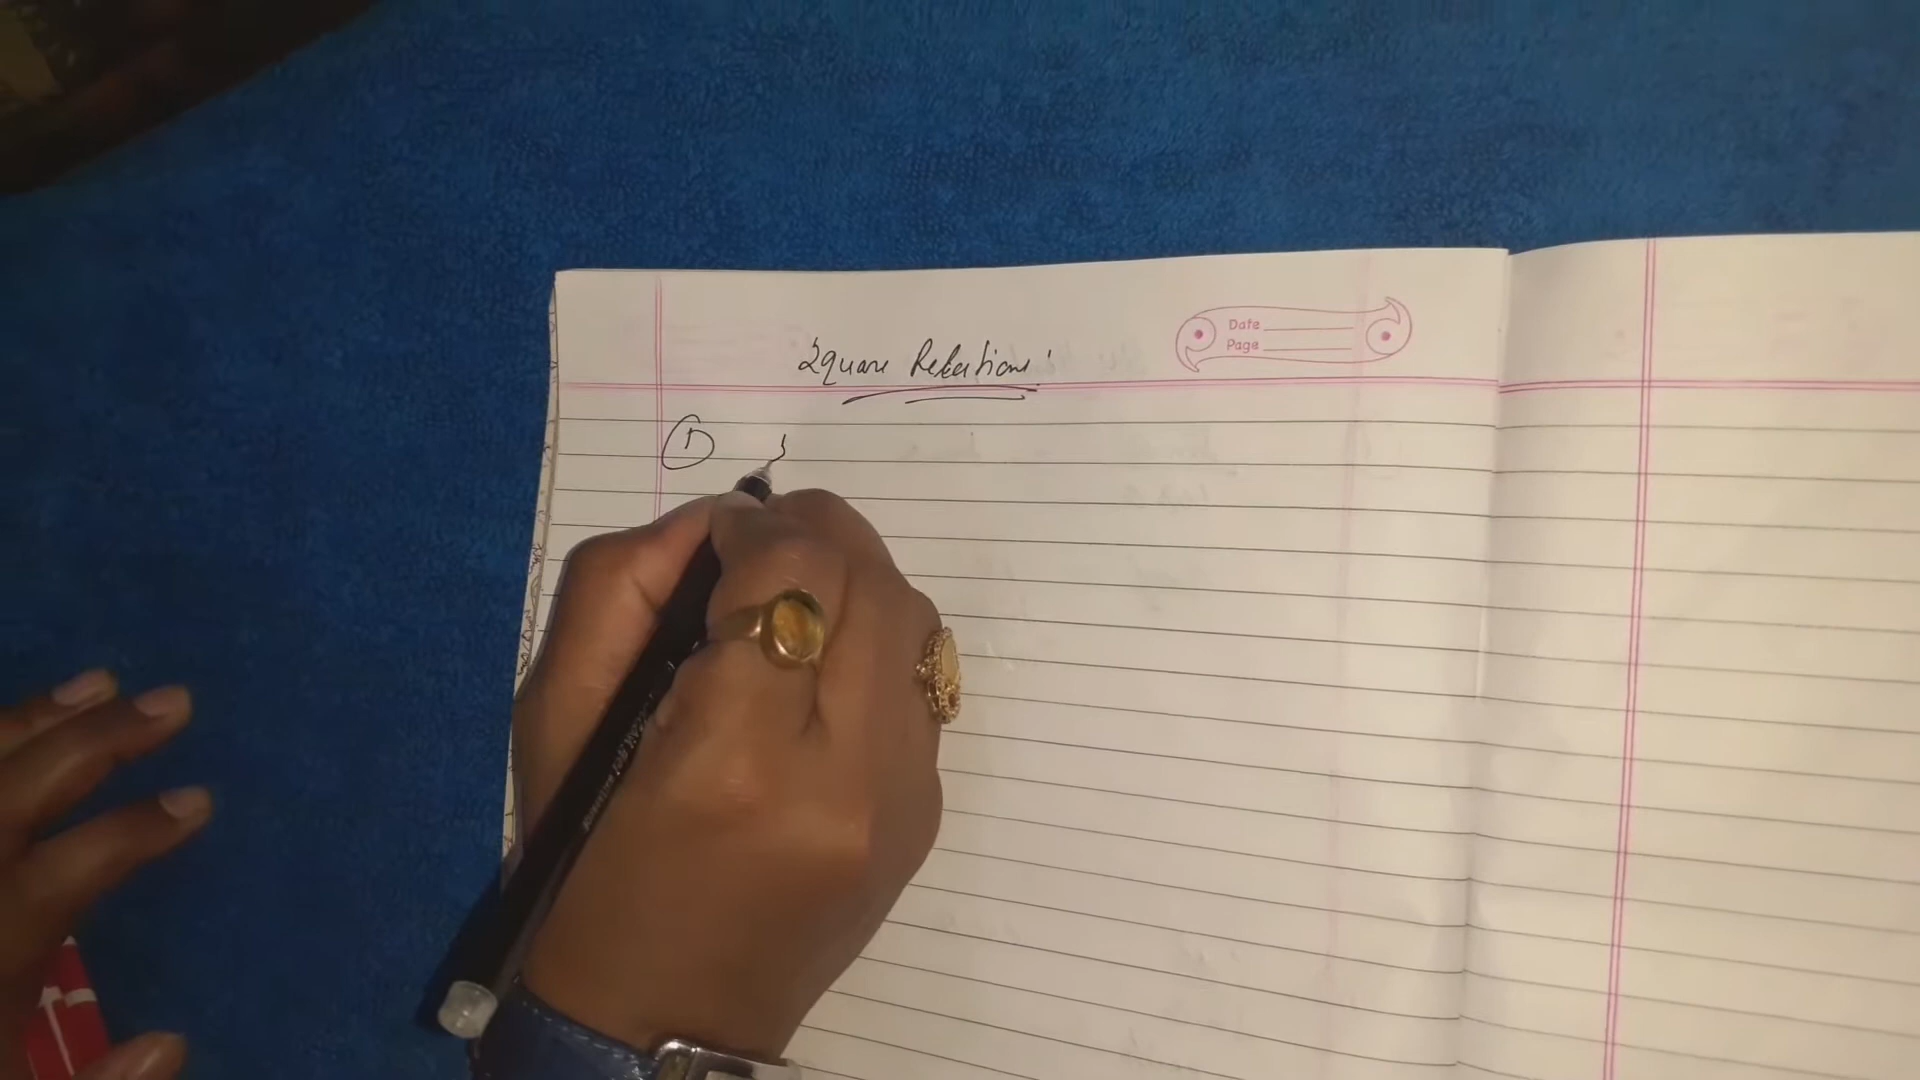 Square Relations:
Date
Page
①